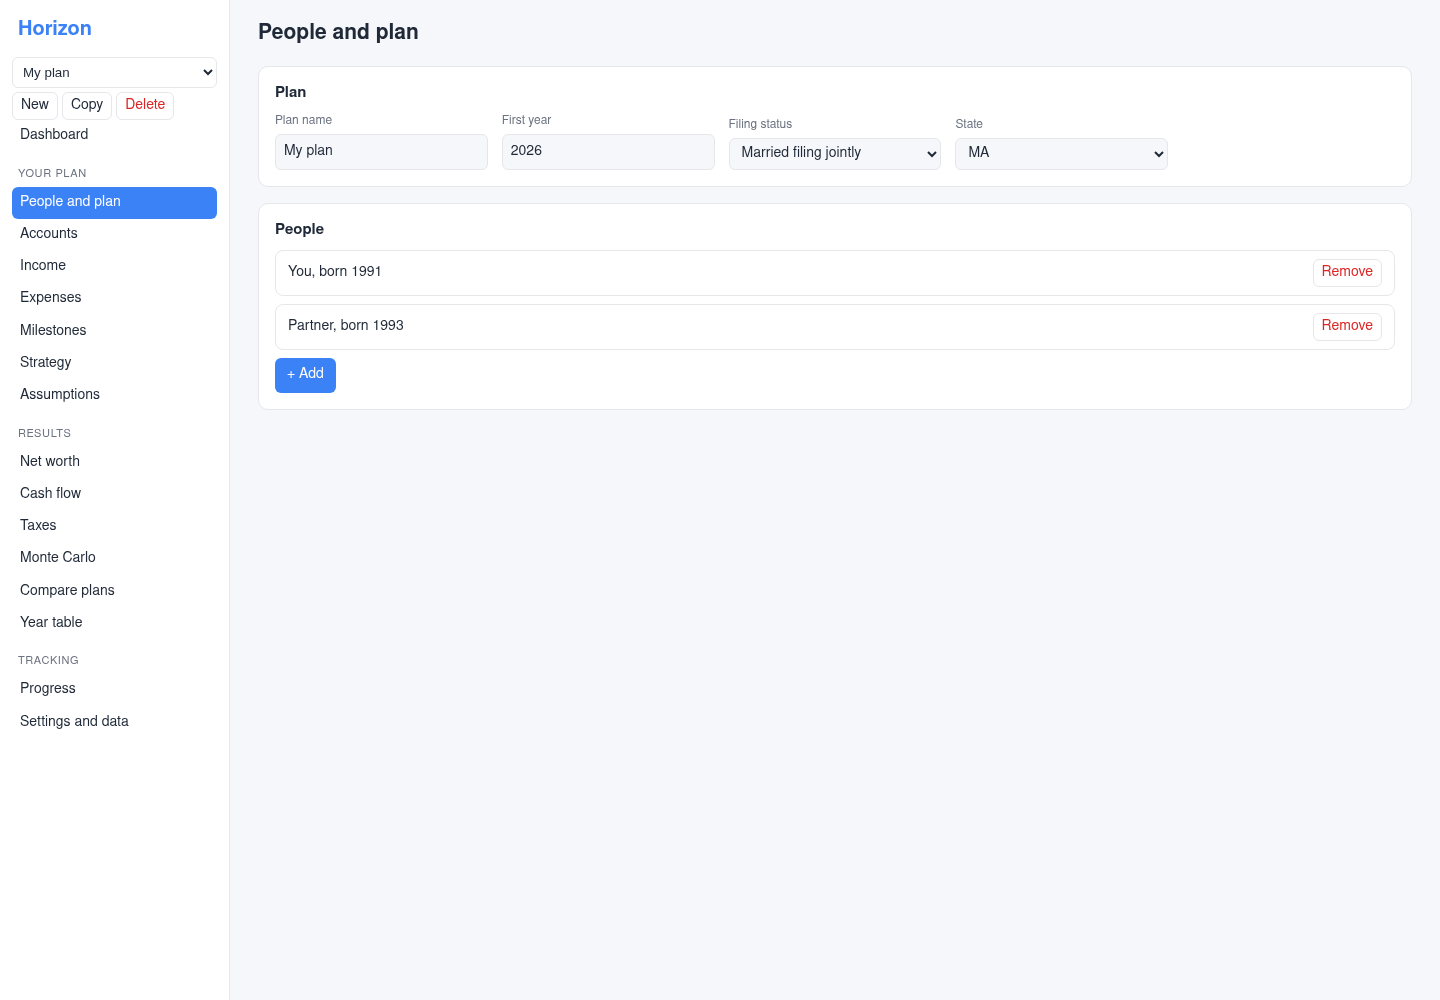 Horizon
My plan
New Copy Delete
Dashboard
YOUR PLAN
People and plan
Accounts
Income
Expenses
Milestones
Strategy
Assumptions
RESULTS
Net worth
Cash flow
Taxes
Monte Carlo
Compare plans
Year table
TRACKING
Progress
Settings and data
People and plan
Plan
Plan name First year Filing status State
My plan 2026 Married filing jointly MA
People
You, born 1991 Remove
Partner, born 1993 Remove
+ Add